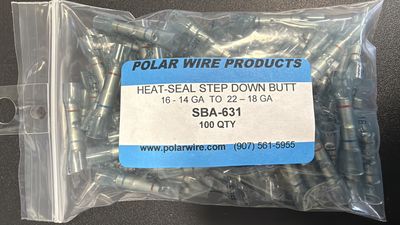 POLAR WIRE PRODUCTS
HEAT-SEAL STEP DOWN BUTT
16 - 14 GA TO 22 – 18 GA
SBA-631
100 QTY
www.polarwire.com (907) 561-5955